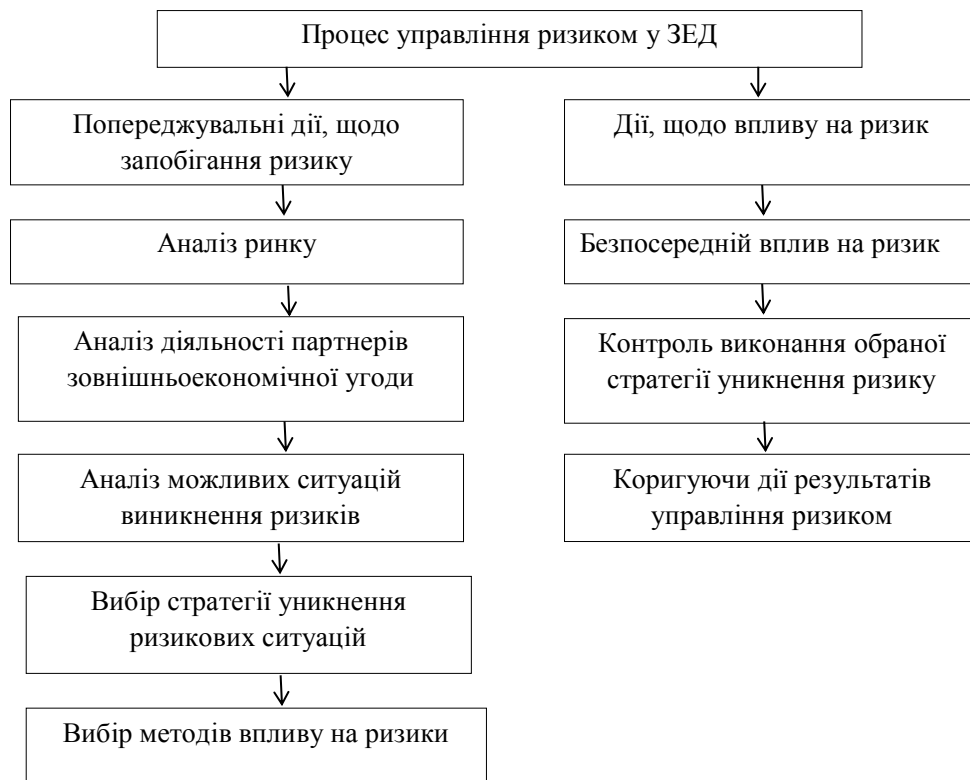 Процес управління ризиком у ЗЕД
Попереджувальні дії, щодо
запобігання ризику
Аналіз ринку
Аналіз діяльності партнерів
зовнішньоекономічної угоди
Аналіз можливих ситуацій
виникнення ризиків
Вибір стратегії уникнення
ризикових ситуацій
Вибір методів впливу на ризики
Дії, щодо впливу на ризик
Безпосередній вплив на ризик
Контроль виконання обраної
стратегії уникнення ризику
Коригуючи дії результатів
управління ризиком